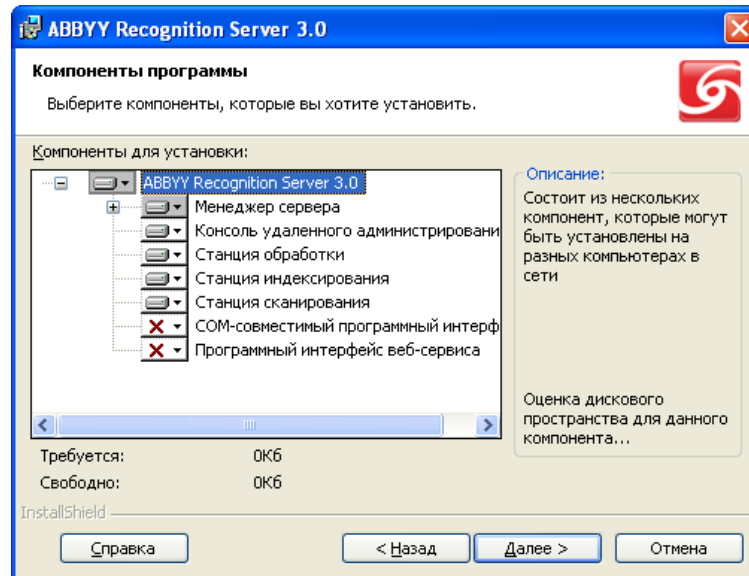 ABBYY Recognition Server 3.0
Компоненты программы
Выберите компоненты, которые вы хотите установить.
Компоненты для установки:
ABBYY Recognition Server 3.0
Менеджер сервера
Консоль удаленного администрировани
Станция обработки
Станция индексирования
Станция сканирования
COM-совместимый программный интерф
Программный интерфейс веб-сервиса
Описание:
Состоит из нескольких
компонент, которые могут
быть установлены на
разных компьютерах в
сети
Оценка дискового
пространства для данного
компонента...
Требуется: 0Кб
Свободно: 0Кб
InstallShield
Справка
< Назад
Далее >
Отмена